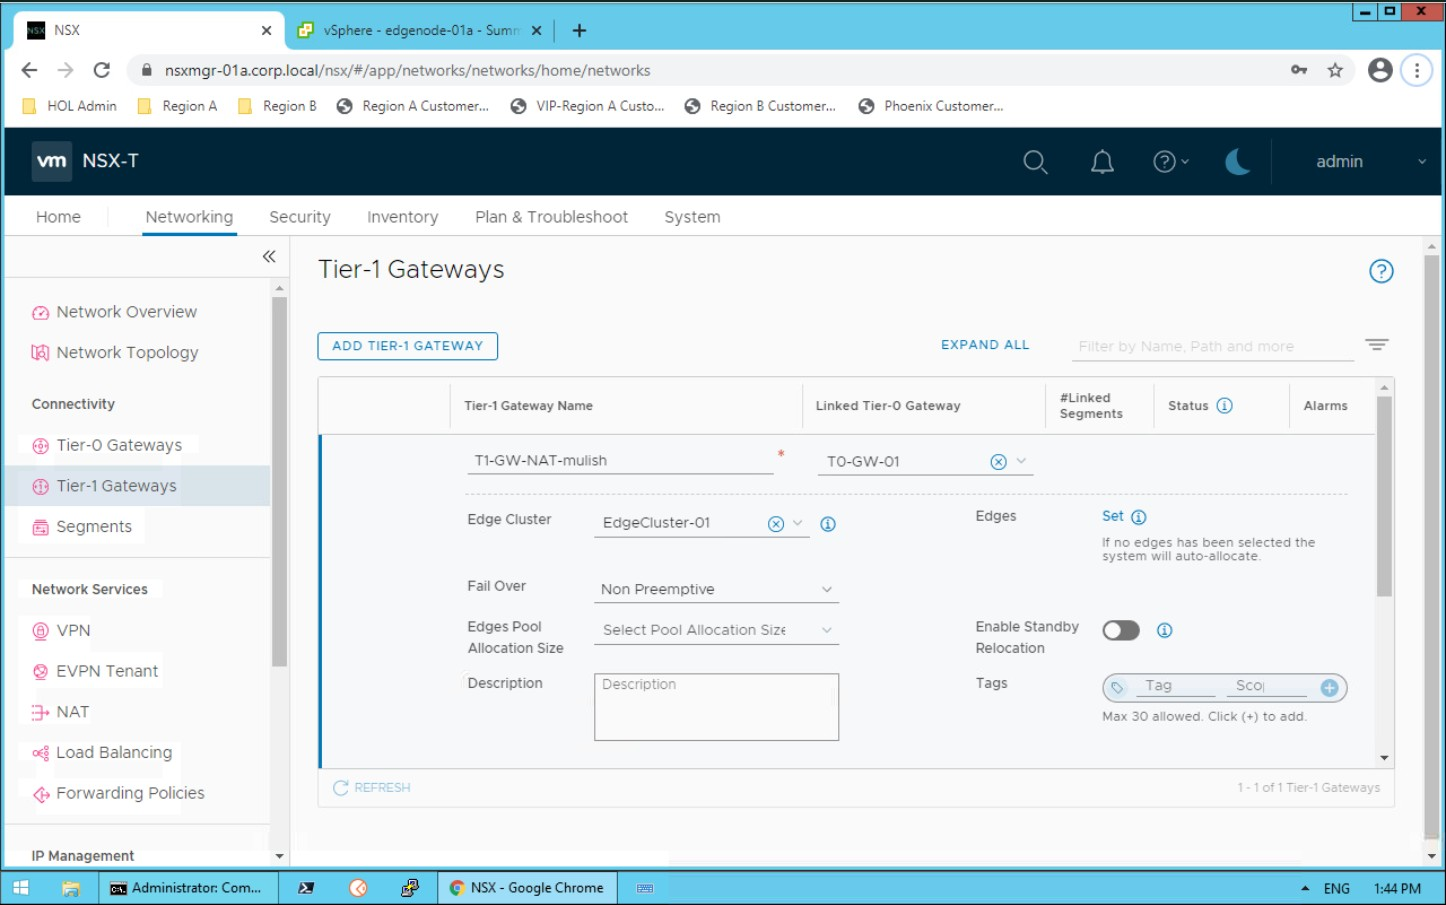 NSX
vSphere - edgenode-01a - Summ
nsxmgr-01a.corp.local/nsx/#/app/networks/networks/home/networks
HOL Admin
Region A
Region B
Region A Customer...
VIP-Region A Custo...
Region B Customer...
Phoenix Customer...
vm NSX-T
admin
Home
Networking
Security
Inventory
Plan & Troubleshoot
System
Network Overview
Network Topology
Connectivity
Tier-0 Gateways
Tier-1 Gateways
Segments
Network Services
VPN
EVPN Tenant
NAT
Load Balancing
Forwarding Policies
IP Management
Tier-1 Gateways
ADD TIER-1 GATEWAY
EXPAND ALL
Filter by Name, Path and more
Tier-1 Gateway Name
Linked Tier-0 Gateway
#Linked
Segments
Status
Alarms
T1-GW-NAT-mulish *
T0-GW-01
Edge Cluster
EdgeCluster-01
Edges
Set
If no edges has been selected the
system will auto-allocate.
Fail Over
Non Preemptive
Edges Pool
Allocation Size
Select Pool Allocation Size
Enable Standby
Relocation
Description
Description
Tags
Tag
Scop
Max 30 allowed. Click (+) to add.
REFRESH
1 - 1 of 1 Tier-1 Gateways
Administrator: Com...
NSX - Google Chrome
ENG
1:44 PM